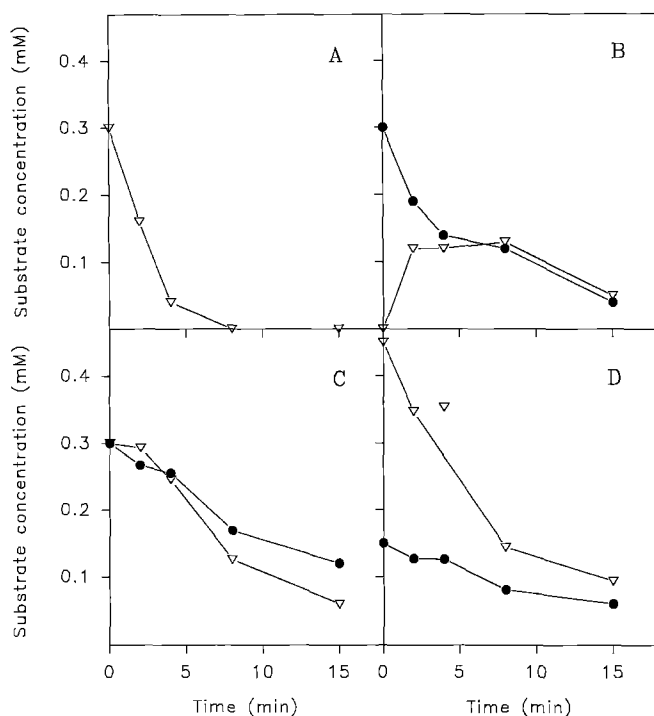 Substrate concentration (mM)
0.4
0.3
0.2
0.1
A
B
Substrate concentration (mM)
0.4
0.3
0.2
0.1
C
D
0 5 10 15 0 5 10 15
Time (min) Time (min)